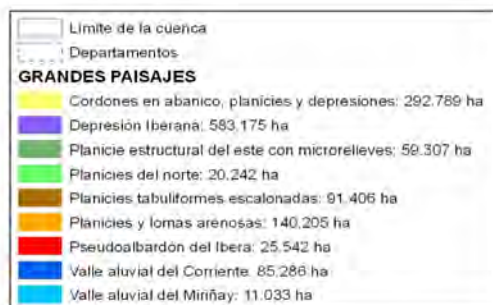 Límite de la cuenca
Departamentos
GRANDES PAISAJES
Cordones en abanico, planicies y depresiones: 292.789 ha
Depresión Iberana: 583.175 ha
Planicie estructural del este con microrelieves: 59.307 ha
Planicies del norte: 20.242 ha
Planicies tabuliformes escalonadas: 91.406 ha
Planicies y lomas arenosas: 140.205 ha
Pseudoalbardón del Ibera: 25.542 ha
Valle aluvial del Corriente: 85.286 ha
Valle aluvial del Miriñay: 11.033 ha